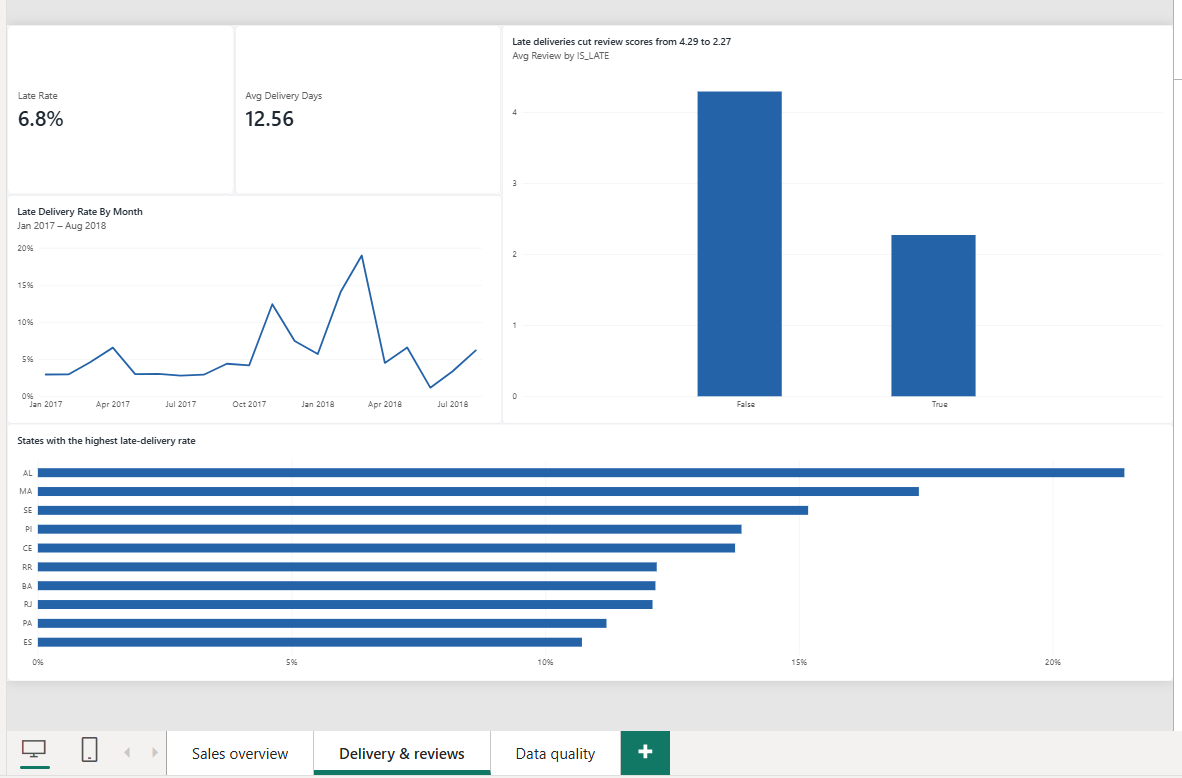 Late Rate
6.8%
Avg Delivery Days
12.56
Late deliveries cut review scores from 4.29 to 2.27
Avg Review by IS_LATE
4
3
2
1
0
False
True
Late Delivery Rate By Month
Jan 2017 – Aug 2018
20%
15%
10%
5%
0%
Jan 2017 Apr 2017 Jul 2017 Oct 2017 Jan 2018 Apr 2018 Jul 2018
States with the highest late-delivery rate
AL
MA
SE
PI
CE
RR
BA
RJ
PA
ES
0% 5% 10% 15% 20%
Sales overview
Delivery & reviews
Data quality